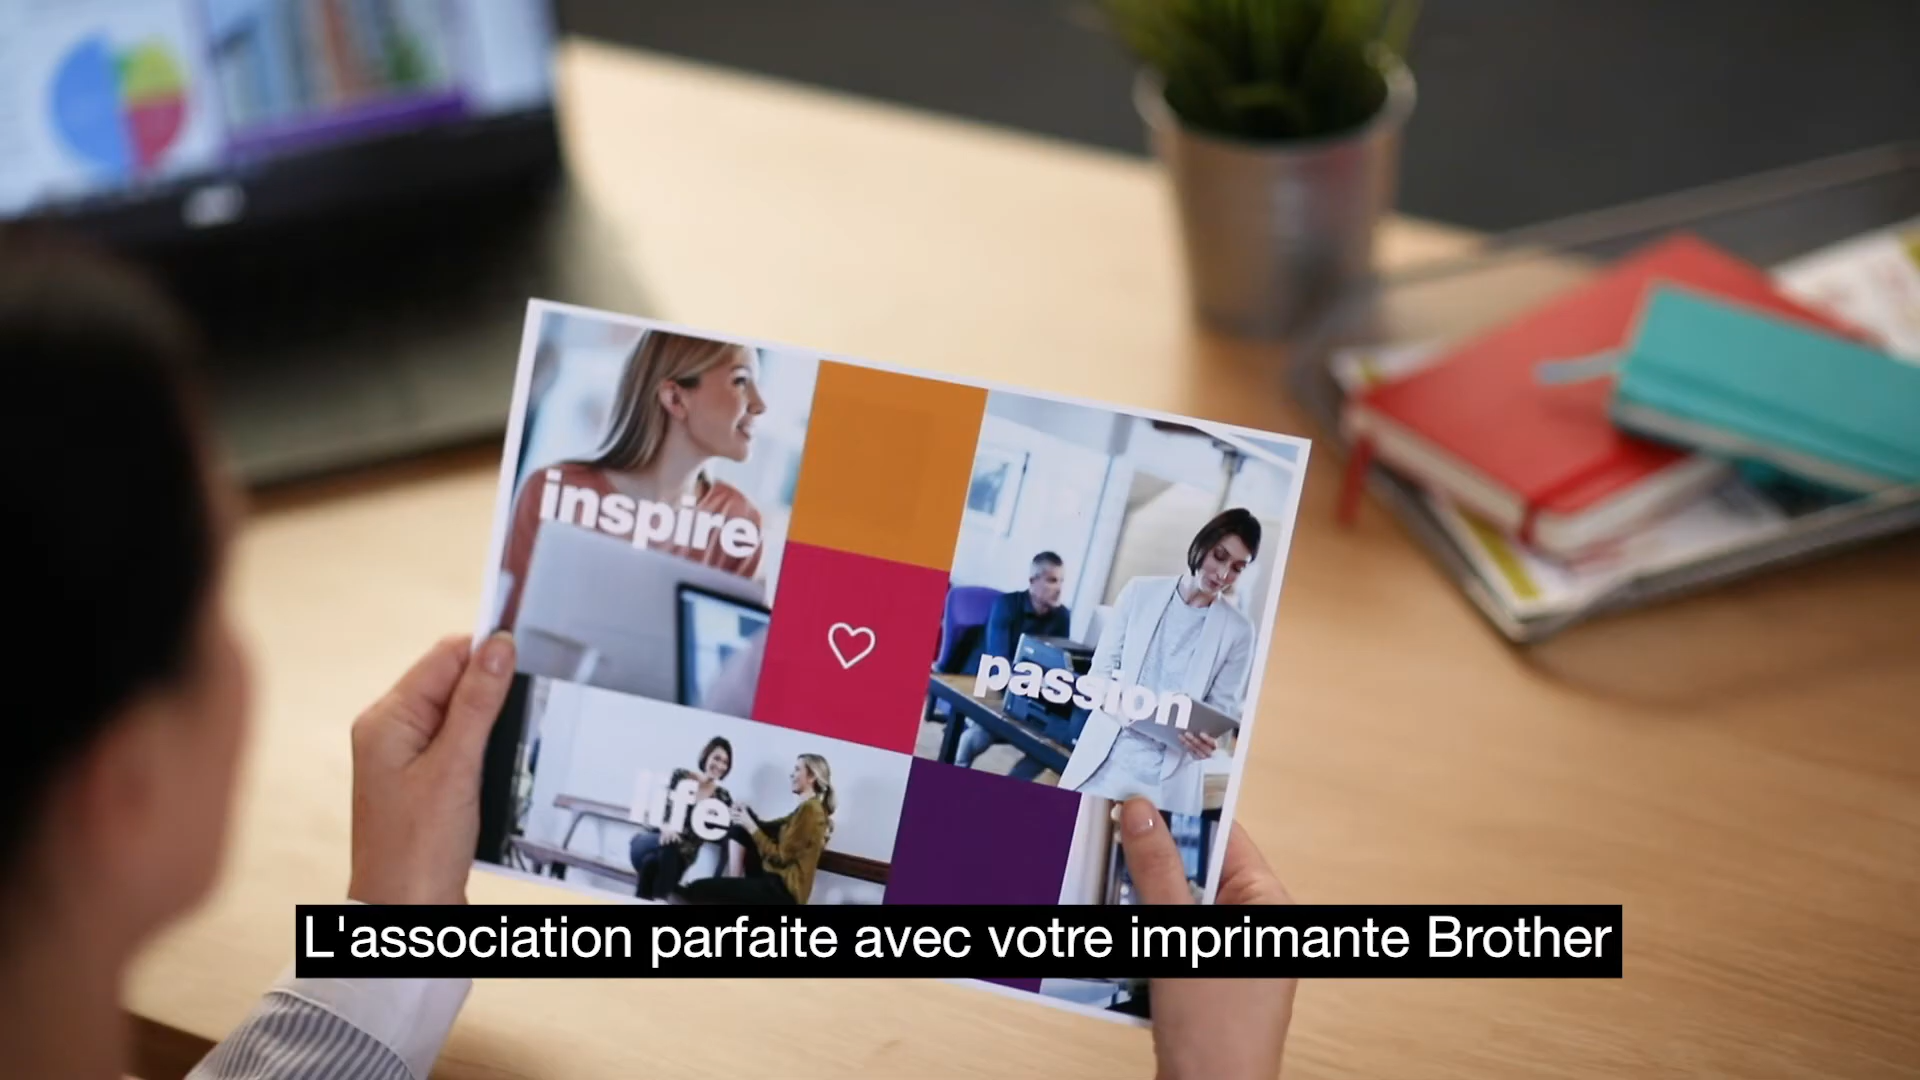 inspire
passion
life
L'association parfaite avec votre imprimante Brother